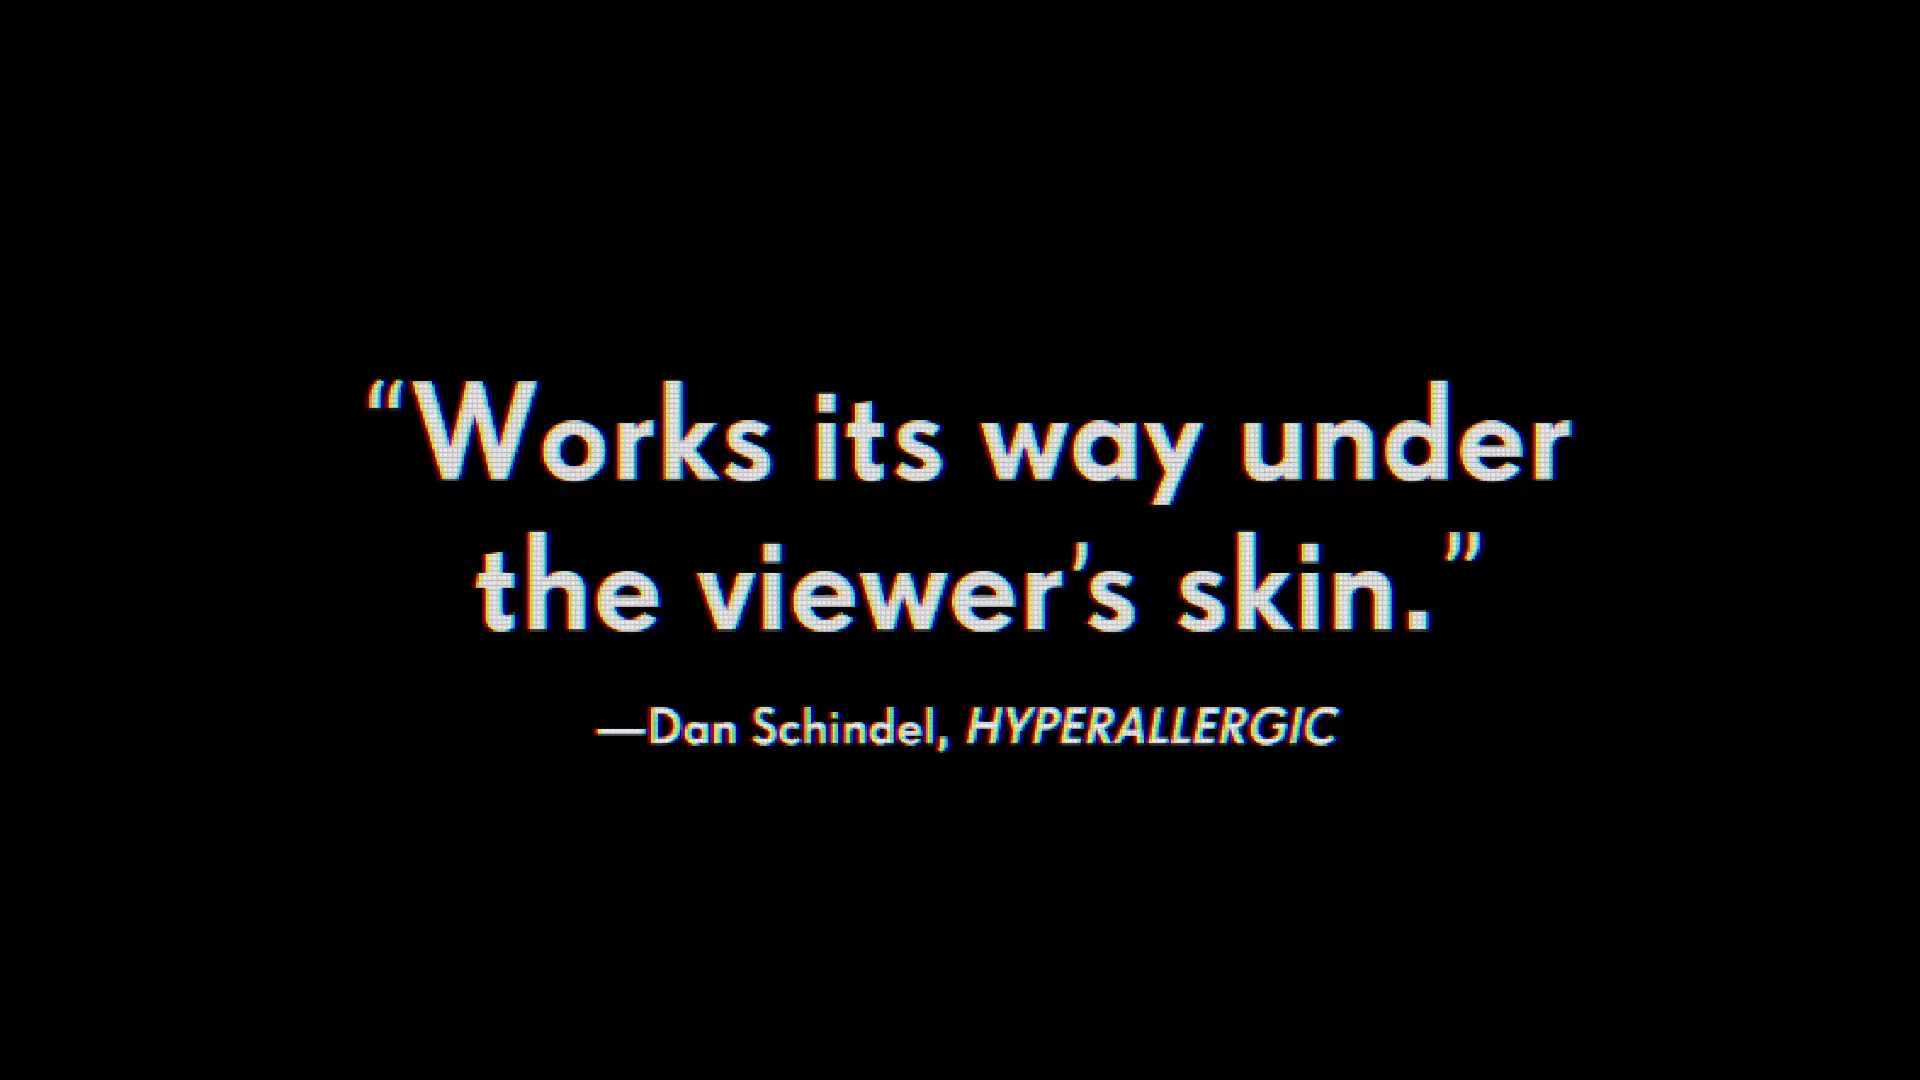 “Works its way under
the viewer’s skin.”
—Dan Schindel, HYPERALLERGIC